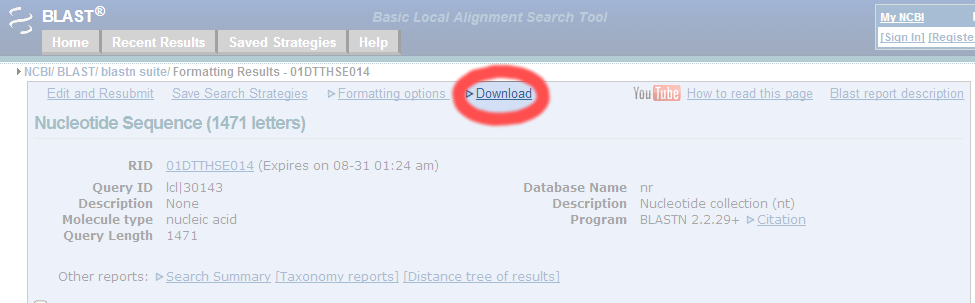 BLAST® Basic Local Alignment Search Tool My NCBI
Home Recent Results Saved Strategies Help [Sign In] [Registe
NCBI/ BLAST/ blastn suite/ Formatting Results - 01DTTHSE014
Edit and Resubmit Save Search Strategies Formatting options Download YouTube How to read this page Blast report description
Nucleotide Sequence (1471 letters)
RID 01DTTHSE014 (Expires on 08-31 01:24 am)
Query ID lcl|30143 Database Name nr
Description None Description Nucleotide collection (nt)
Molecule type nucleic acid Program BLASTN 2.2.29+ Citation
Query Length 1471
Other reports: Search Summary [Taxonomy reports] [Distance tree of results]